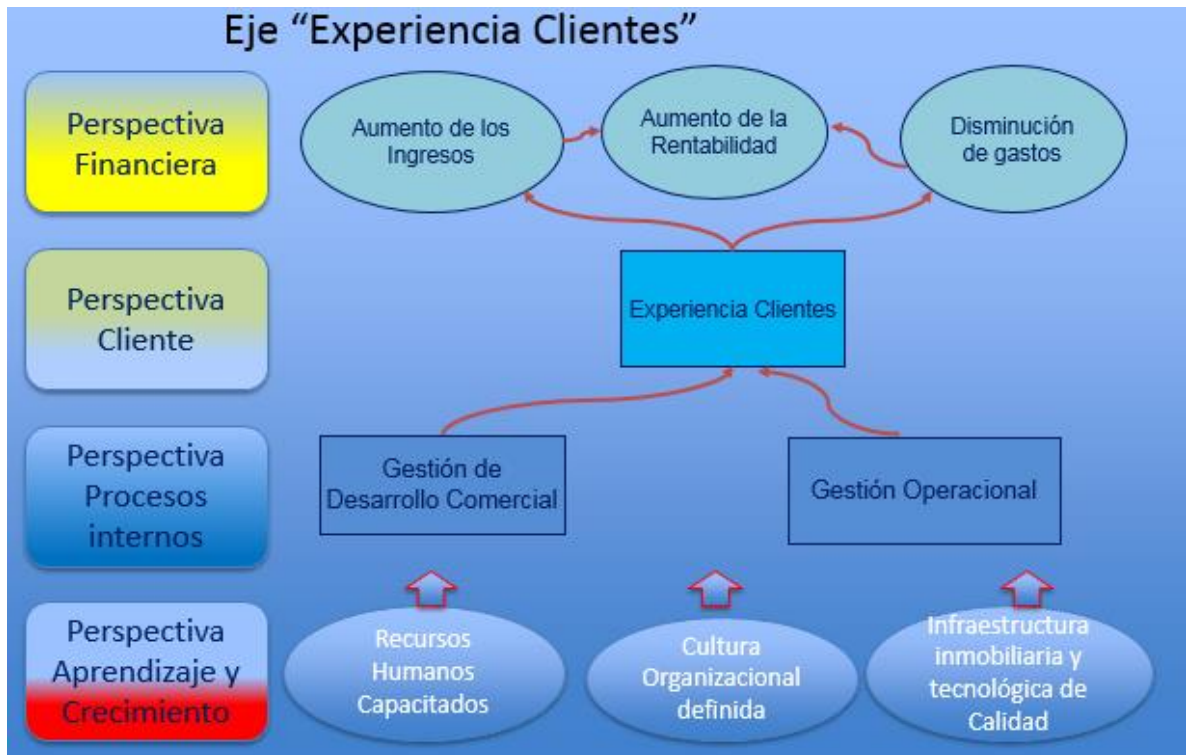 Eje “Experiencia Clientes”
Perspectiva
Financiera
Aumento de los
Ingresos
Aumento de la
Rentabilidad
Disminución
de gastos
Perspectiva
Cliente
Experiencia Clientes
Perspectiva
Procesos
internos
Gestión de
Desarrollo Comercial
Gestión Operacional
Perspectiva
Aprendizaje y
Crecimiento
Recursos
Humanos
Capacitados
Cultura
Organizacional
definida
Infraestructura
inmobiliaria y
tecnológica de
Calidad